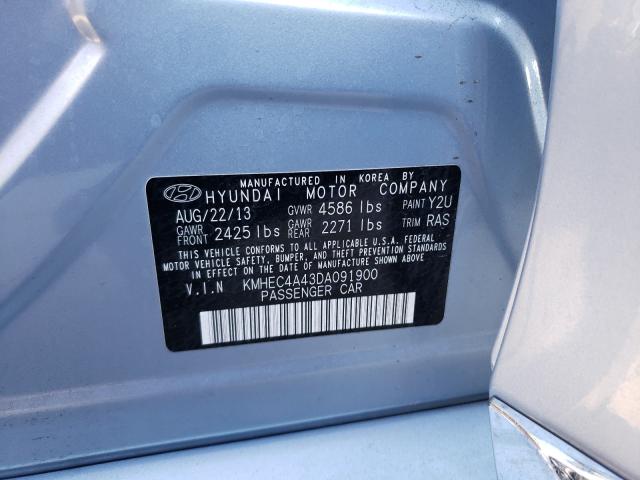 MANUFACTURED IN KOREA BY
HYUNDAI MOTOR COMPANY
AUG/22/13 GVWR 4586 lbs PAINT Y2U
GAWR FRONT 2425 lbs GAWR REAR 2271 lbs TRIM RAS
THIS VEHICLE CONFORMS TO ALL APPLICABLE U.S.A. FEDERAL
MOTOR VEHICLE SAFETY, BUMPER, AND THEFT PREVENTION STANDARDS
IN EFFECT ON THE DATE OF MANUFACTURE SHOWN ABOVE
V.I.N KMHEC4A43DA091900
PASSENGER CAR